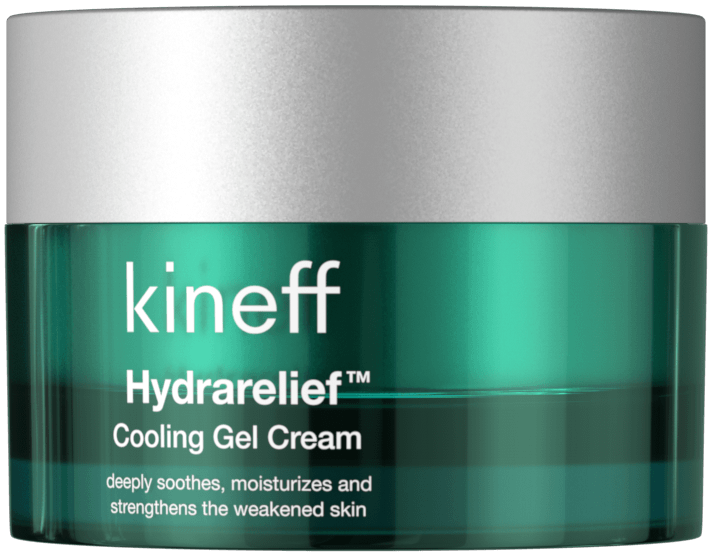 kineff
Hydrarelief™
Cooling Gel Cream
deeply soothes, moisturizes and
strengthens the weakened skin